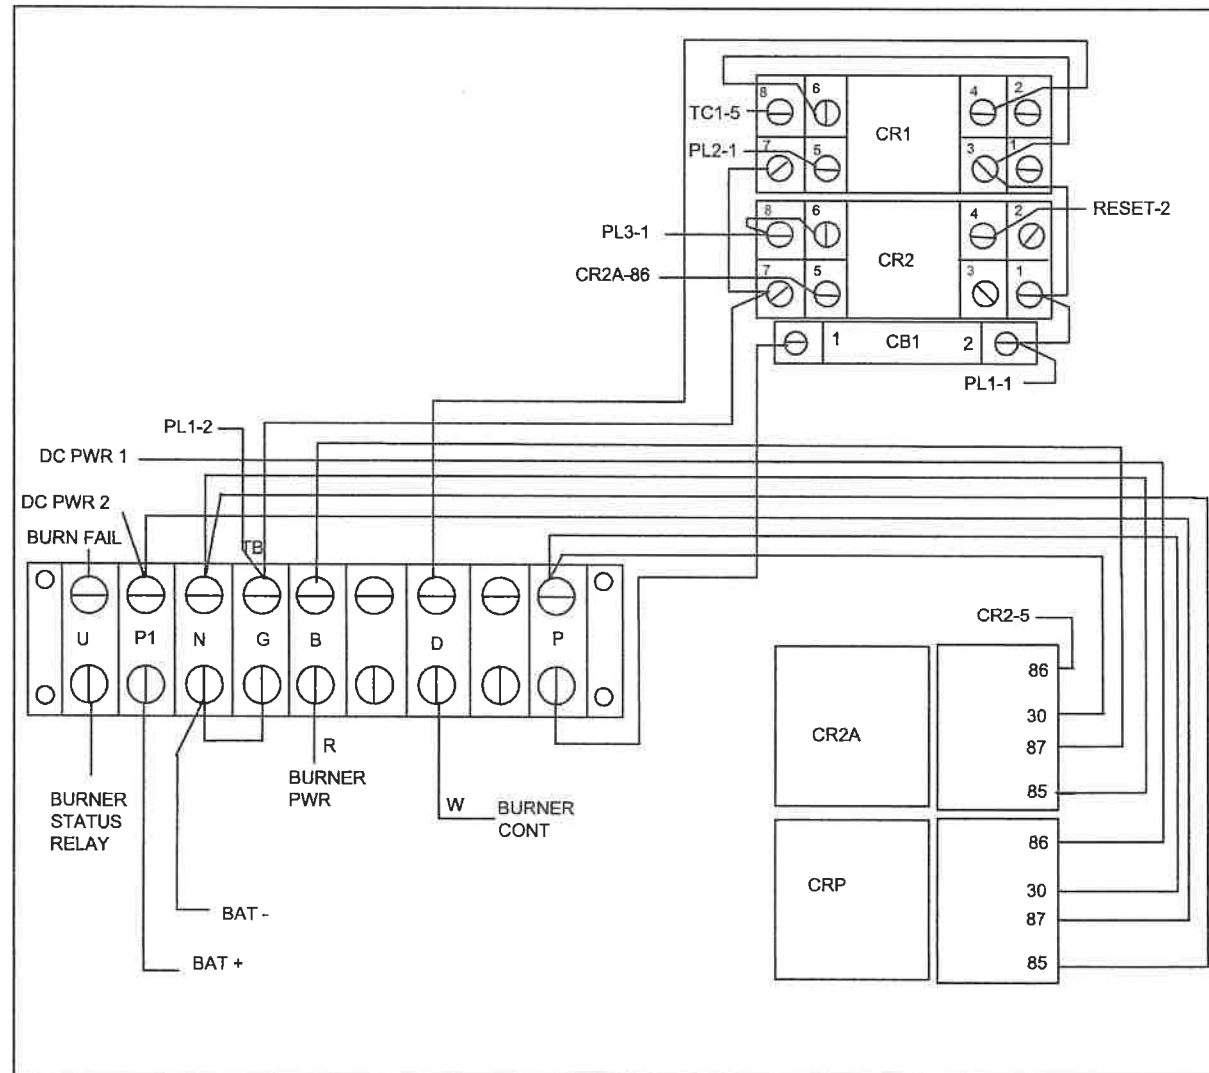 8
6
4
2
TC1-5
CR1
PL2-1
7
5
3
1
8
6
4
2
RESET-2
PL3-1
CR2
CR2A-86
7
5
3
1
1
CB1
2
PL1-1
PL1-2
DC PWR 1
DC PWR 2
BURN FAIL
TB
U
P1
N
G
B
D
P
R
BURNER
PWR
BURNER
STATUS
RELAY
W
BURNER
CONT
BAT -
BAT +
CR2-5
86
30
CR2A
87
85
86
CRP
30
87
85